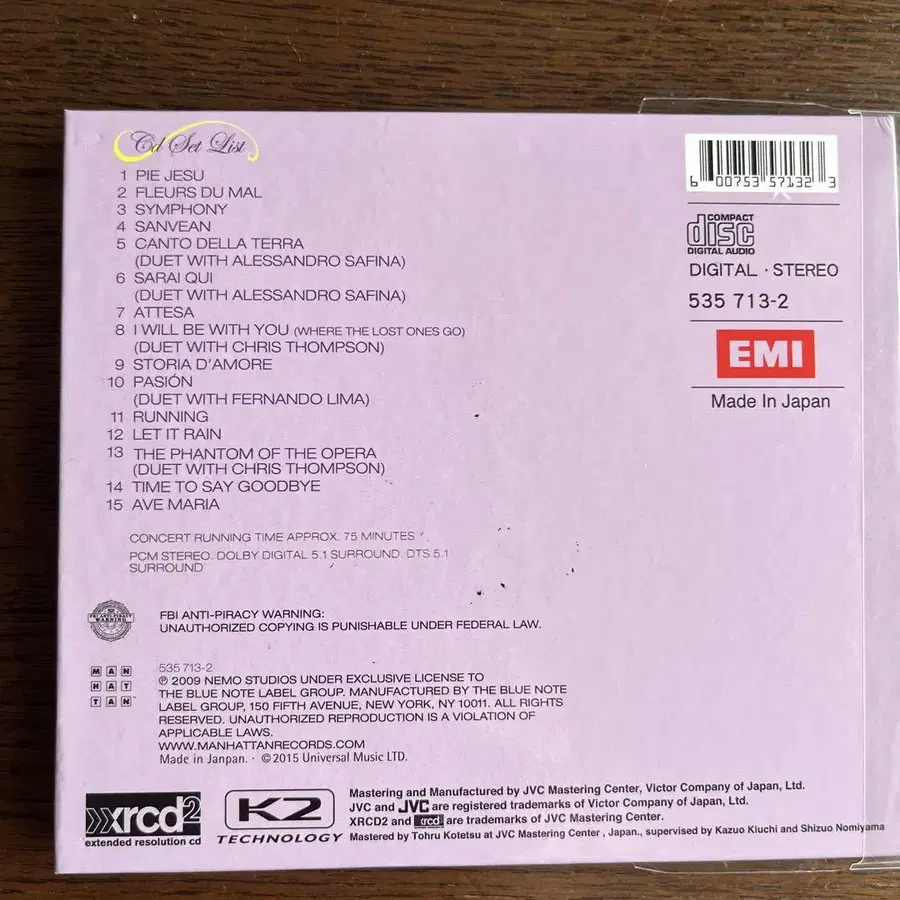 Cd Set List
1 PIE JESU
2 FLEURS DU MAL
3 SYMPHONY
4 SANVEAN
5 CANTO DELLA TERRA
(DUET WITH ALESSANDRO SAFINA)
6 SARAI QUI
(DUET WITH ALESSANDRO SAFINA)
7 ATTESA
8 I WILL BE WITH YOU (WHERE THE LOST ONES GO)
(DUET WITH CHRIS THOMPSON)
9 STORIA D'AMORE
10 PASIÓN
(DUET WITH FERNANDO LIMA)
11 RUNNING
12 LET IT RAIN
13 THE PHANTOM OF THE OPERA
(DUET WITH CHRIS THOMPSON)
14 TIME TO SAY GOODBYE
15 AVE MARIA
CONCERT RUNNING TIME APPROX. 75 MINUTES
PCM STEREO. DOLBY DIGITAL 5.1 SURROUND. DTS 5.1
SURROUND
6 00753 57132 3
COMPACT
disc
DIGITAL AUDIO
DIGITAL · STEREO
535 713-2
EMI
Made In Japan
FBI ANTI-PIRACY
WARNING
FBI ANTI-PIRACY WARNING:
UNAUTHORIZED COPYING IS PUNISHABLE UNDER FEDERAL LAW.
MAN
HAT
TAN™
535 713-2
℗ 2009 NEMO STUDIOS UNDER EXCLUSIVE LICENSE TO
THE BLUE NOTE LABEL GROUP. MANUFACTURED BY THE BLUE NOTE
LABEL GROUP, 150 FIFTH AVENUE, NEW YORK, NY 10011. ALL RIGHTS
RESERVED. UNAUTHORIZED REPRODUCTION IS A VIOLATION OF
APPLICABLE LAWS.
WWW.MANHATTANRECORDS.COM
Made in Janpan. · ©2015 Universal Music LTD.
xrcd2
extended resolution cd
K2
TECHNOLOGY
Mastering and Manufactured by JVC Mastering Center, Victor Company of Japan, Ltd.
JVC and JVC are registered trademarks of Victor Company of Japan, Ltd.
XRCD2 and xrcd are trademarks of JVC Mastering Center.
Mastered by Tohru Kotetsu at JVC Mastering Center , Japan., supervised by Kazuo Kiuchi and Shizuo Nomiyama